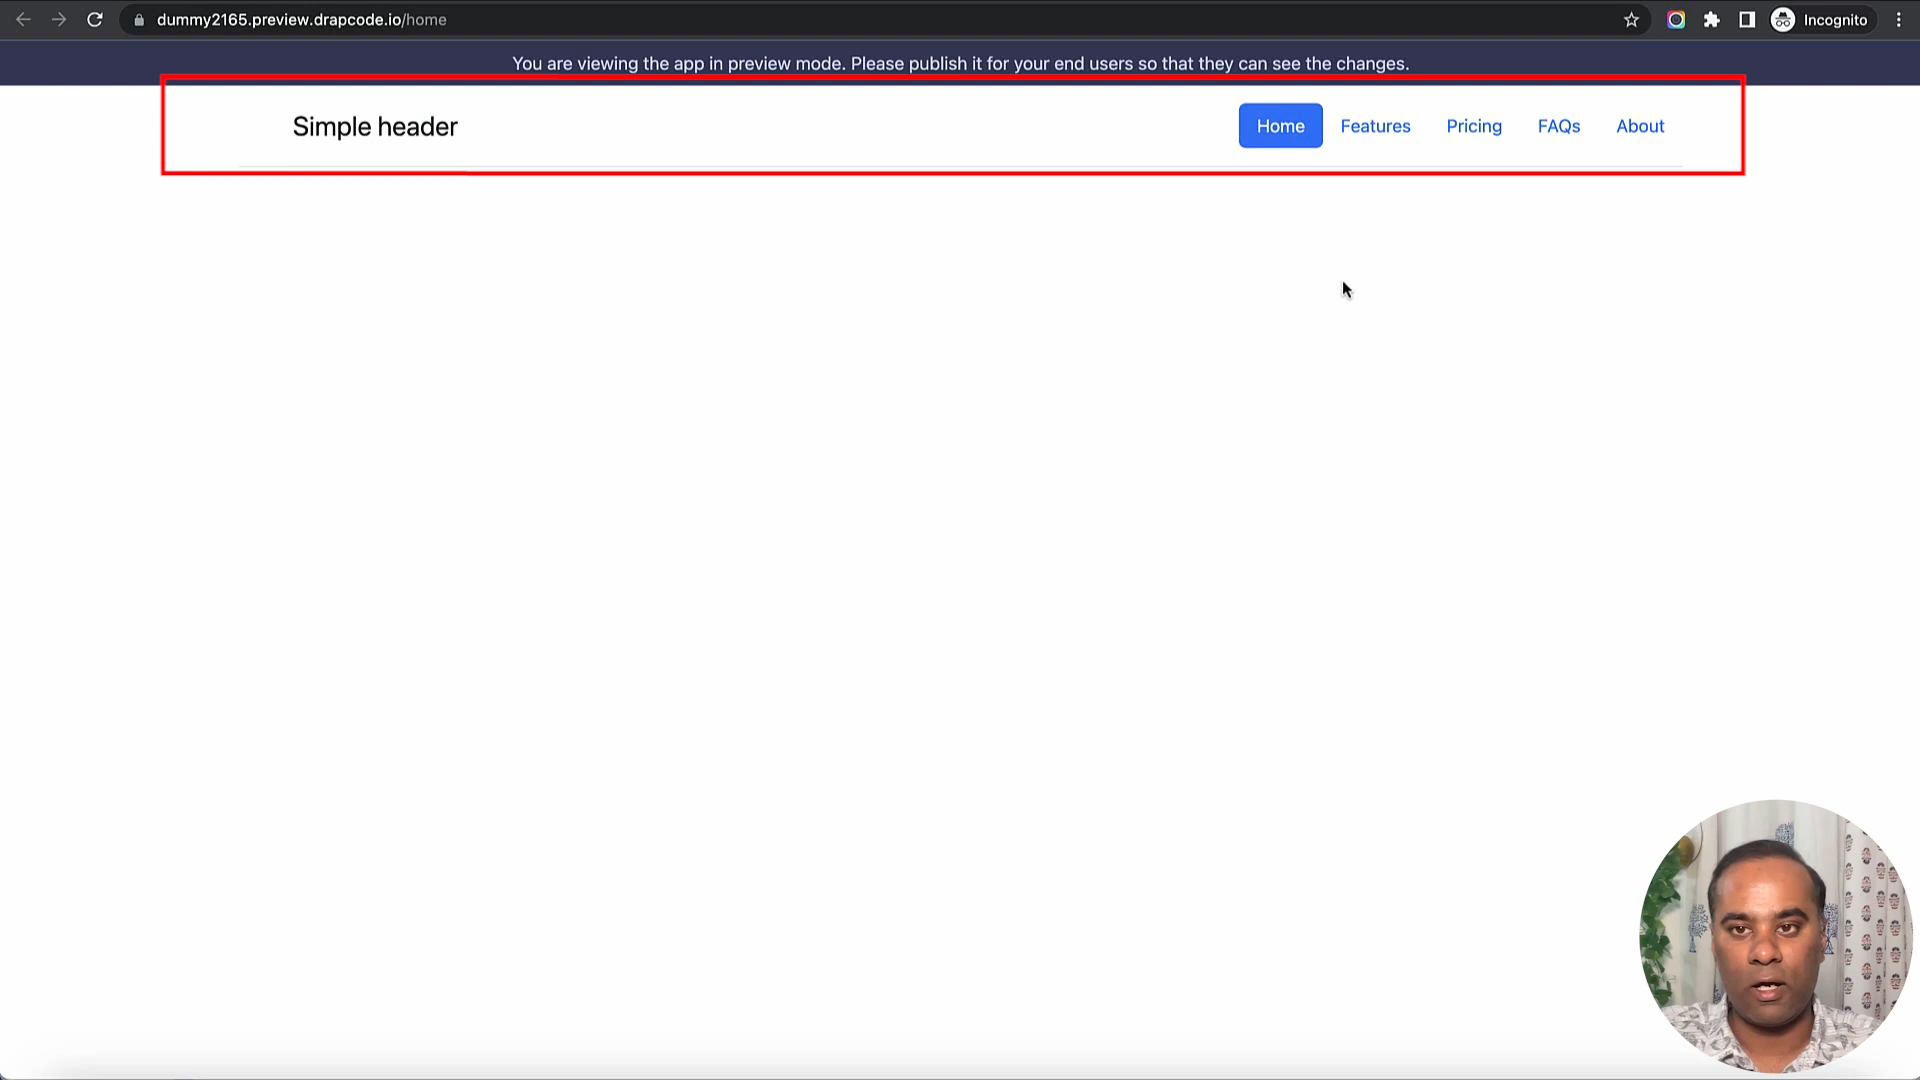 dummy2165.preview.drapcode.io/home
Incognito
You are viewing the app in preview mode. Please publish it for your end users so that they can see the changes.
Simple header
Home
Features
Pricing
FAQs
About